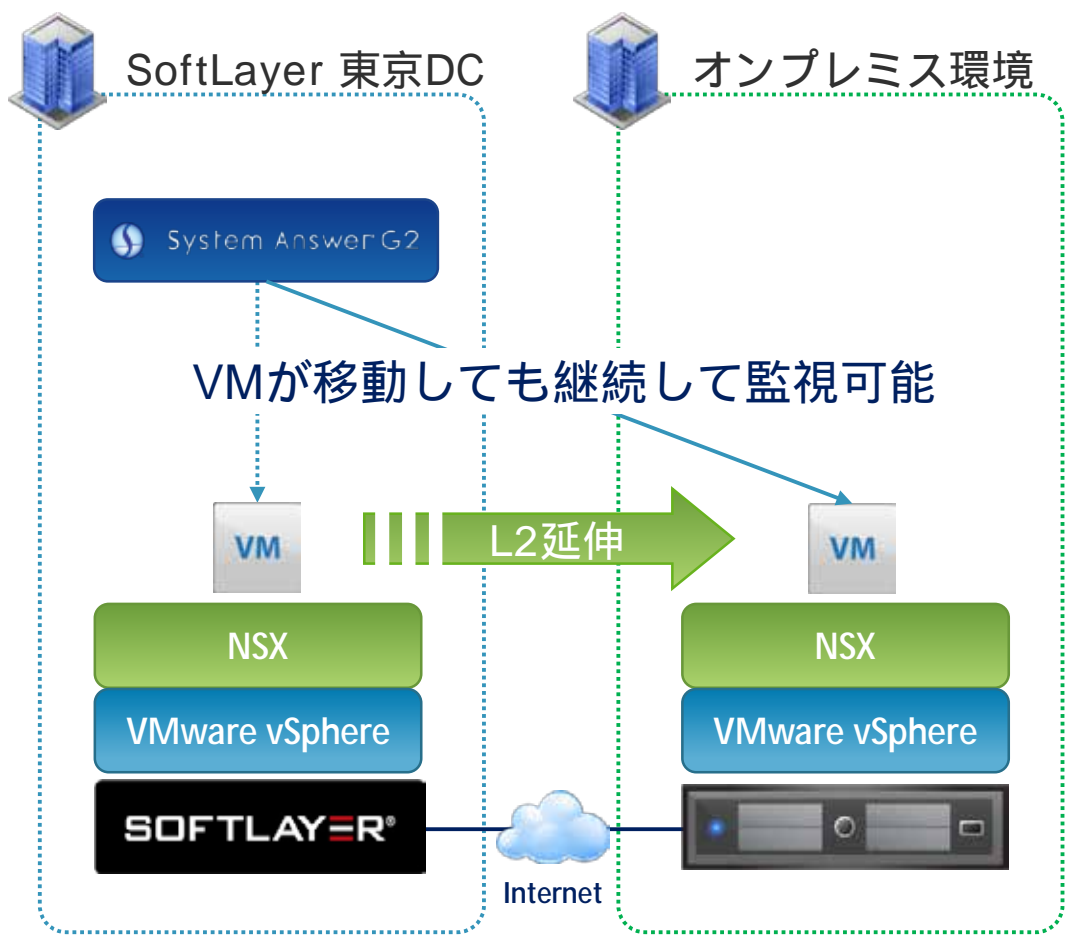 SoftLayer 東京DC
オンプレミス環境
System Answer G2
VMが移動しても継続して監視可能
VM
L2延伸
VM
NSX
NSX
VMware vSphere
VMware vSphere
SOFTLAYER®
Internet